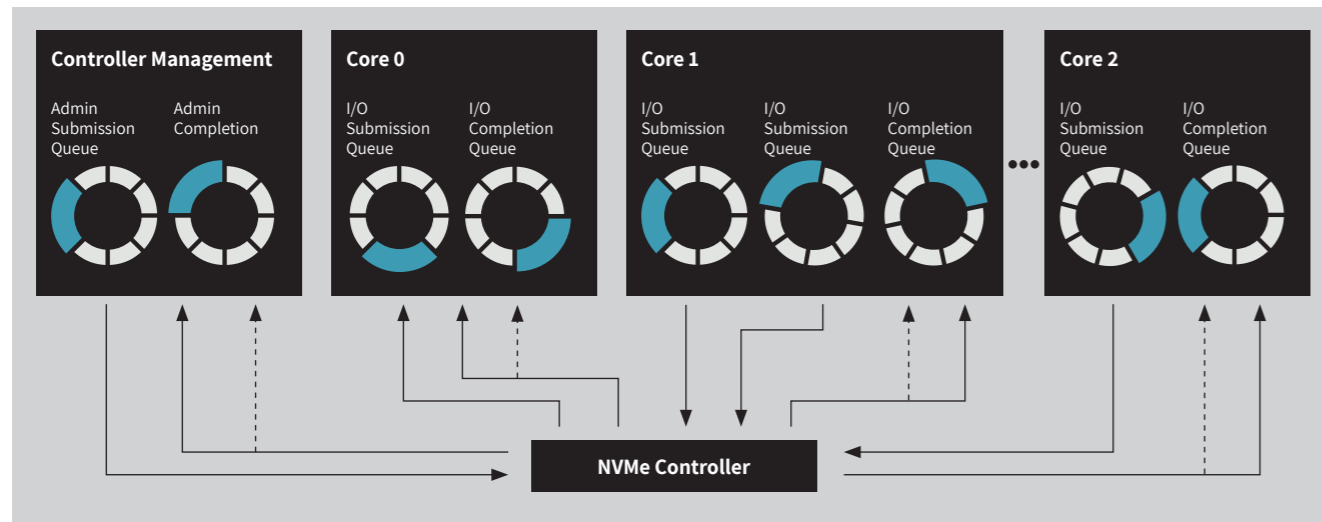 Controller Management
Admin
Submission
Queue
Admin
Completion
Core 0
I/O
Submission
Queue
I/O
Completion
Queue
Core 1
I/O
Submission
Queue
I/O
Submission
Queue
I/O
Completion
Queue
•••
Core 2
I/O
Submission
Queue
I/O
Completion
Queue
NVMe Controller